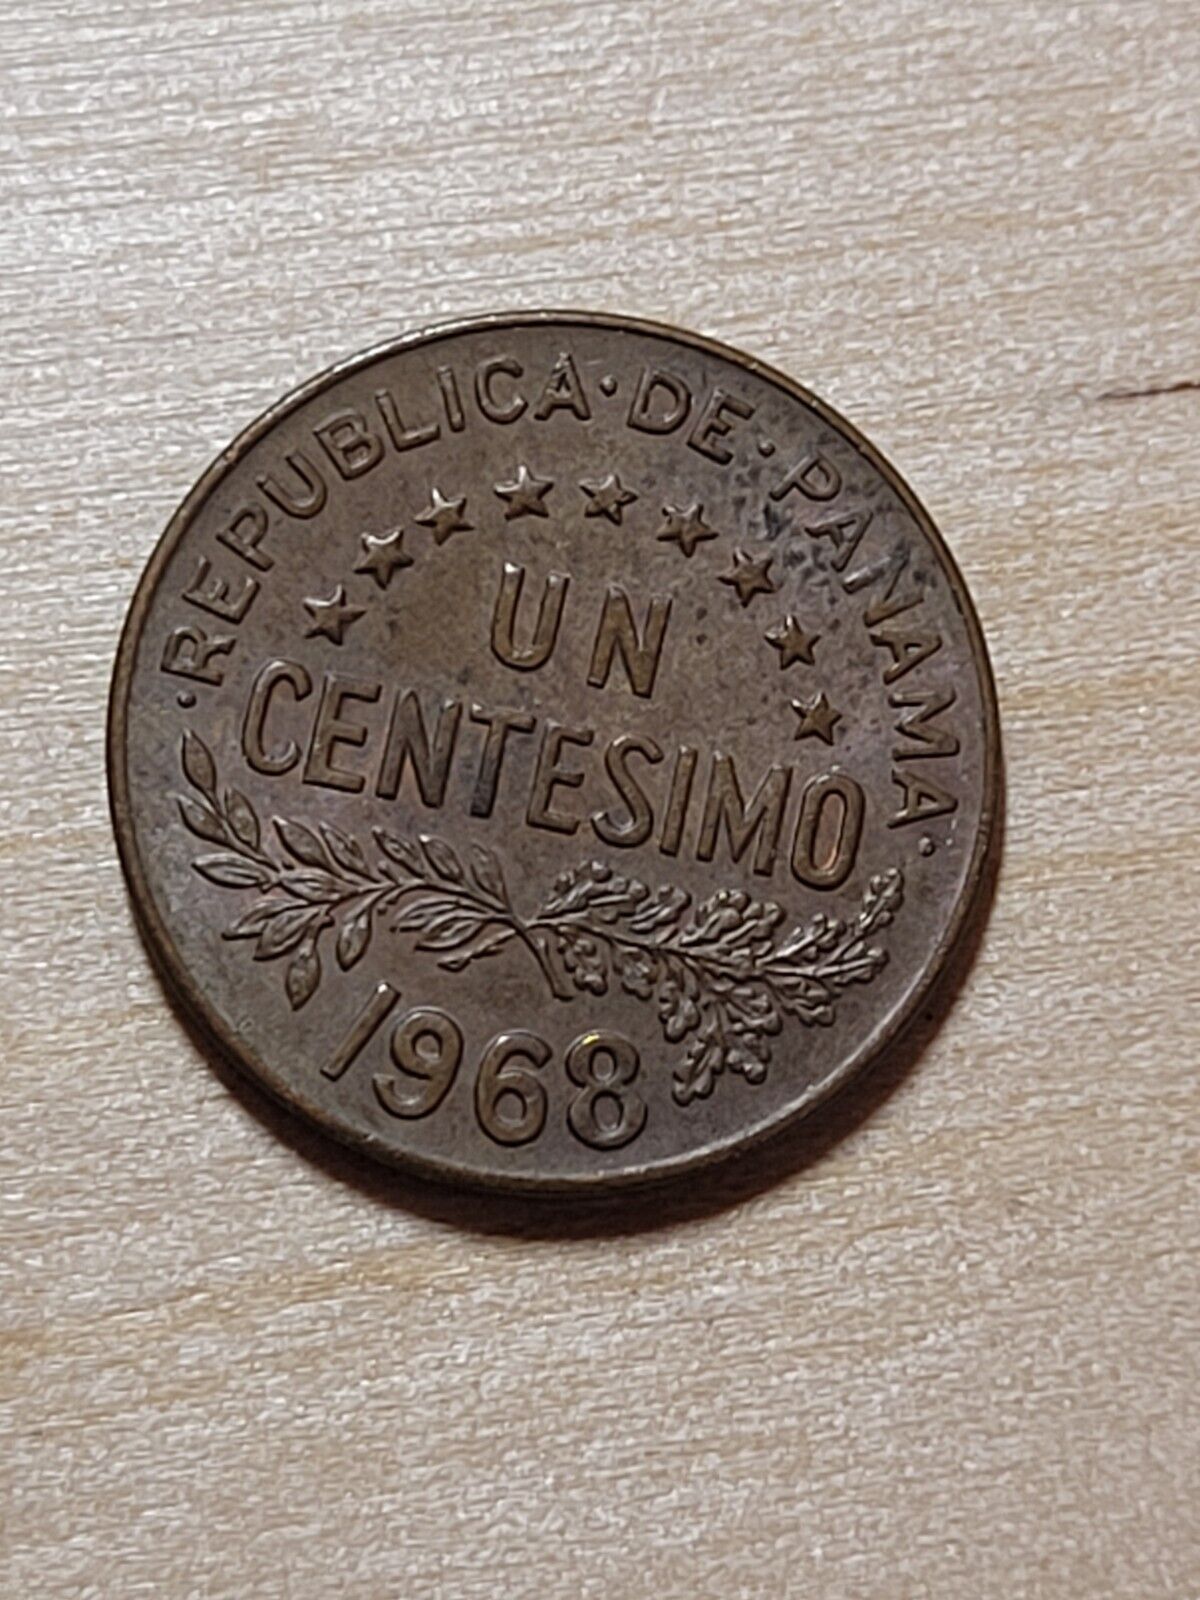 ·REPUBLICA·DE·PANAMA·
UN
CENTESIMO
1968